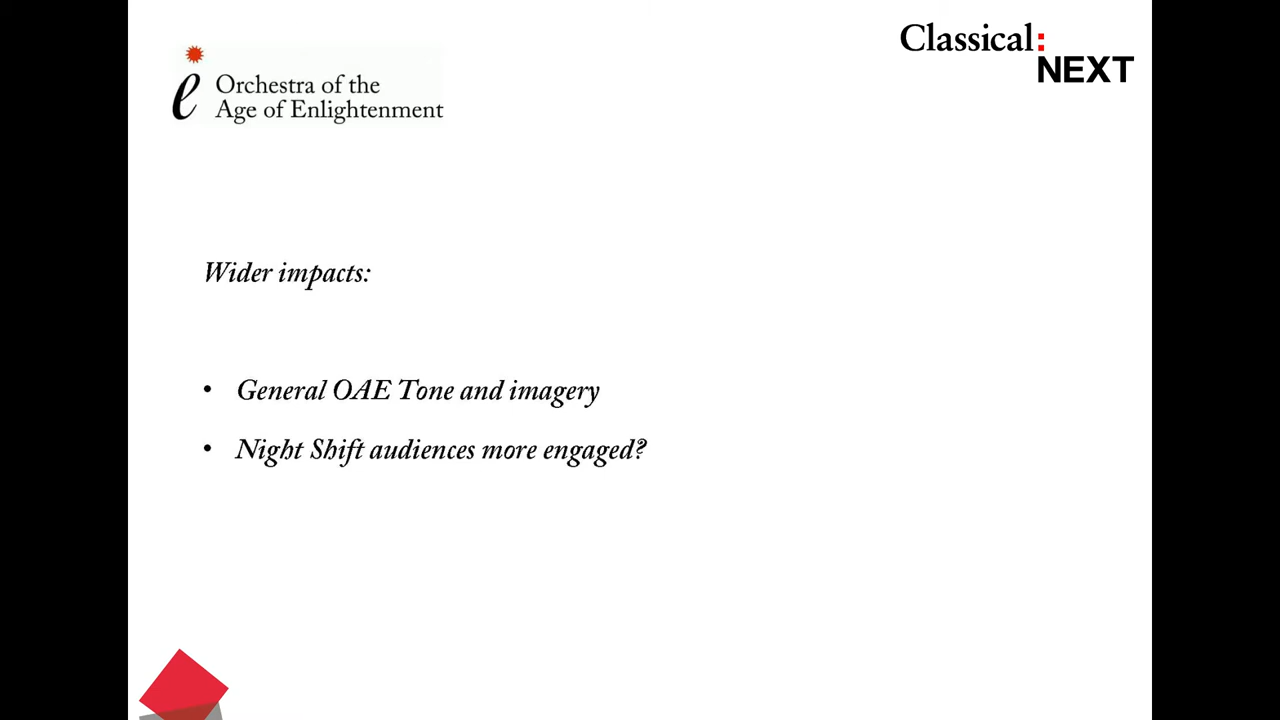 Classical:
NEXT
e Orchestra of the
Age of Enlightenment
Wider impacts:
• General OAE Tone and imagery
• Night Shift audiences more engaged?